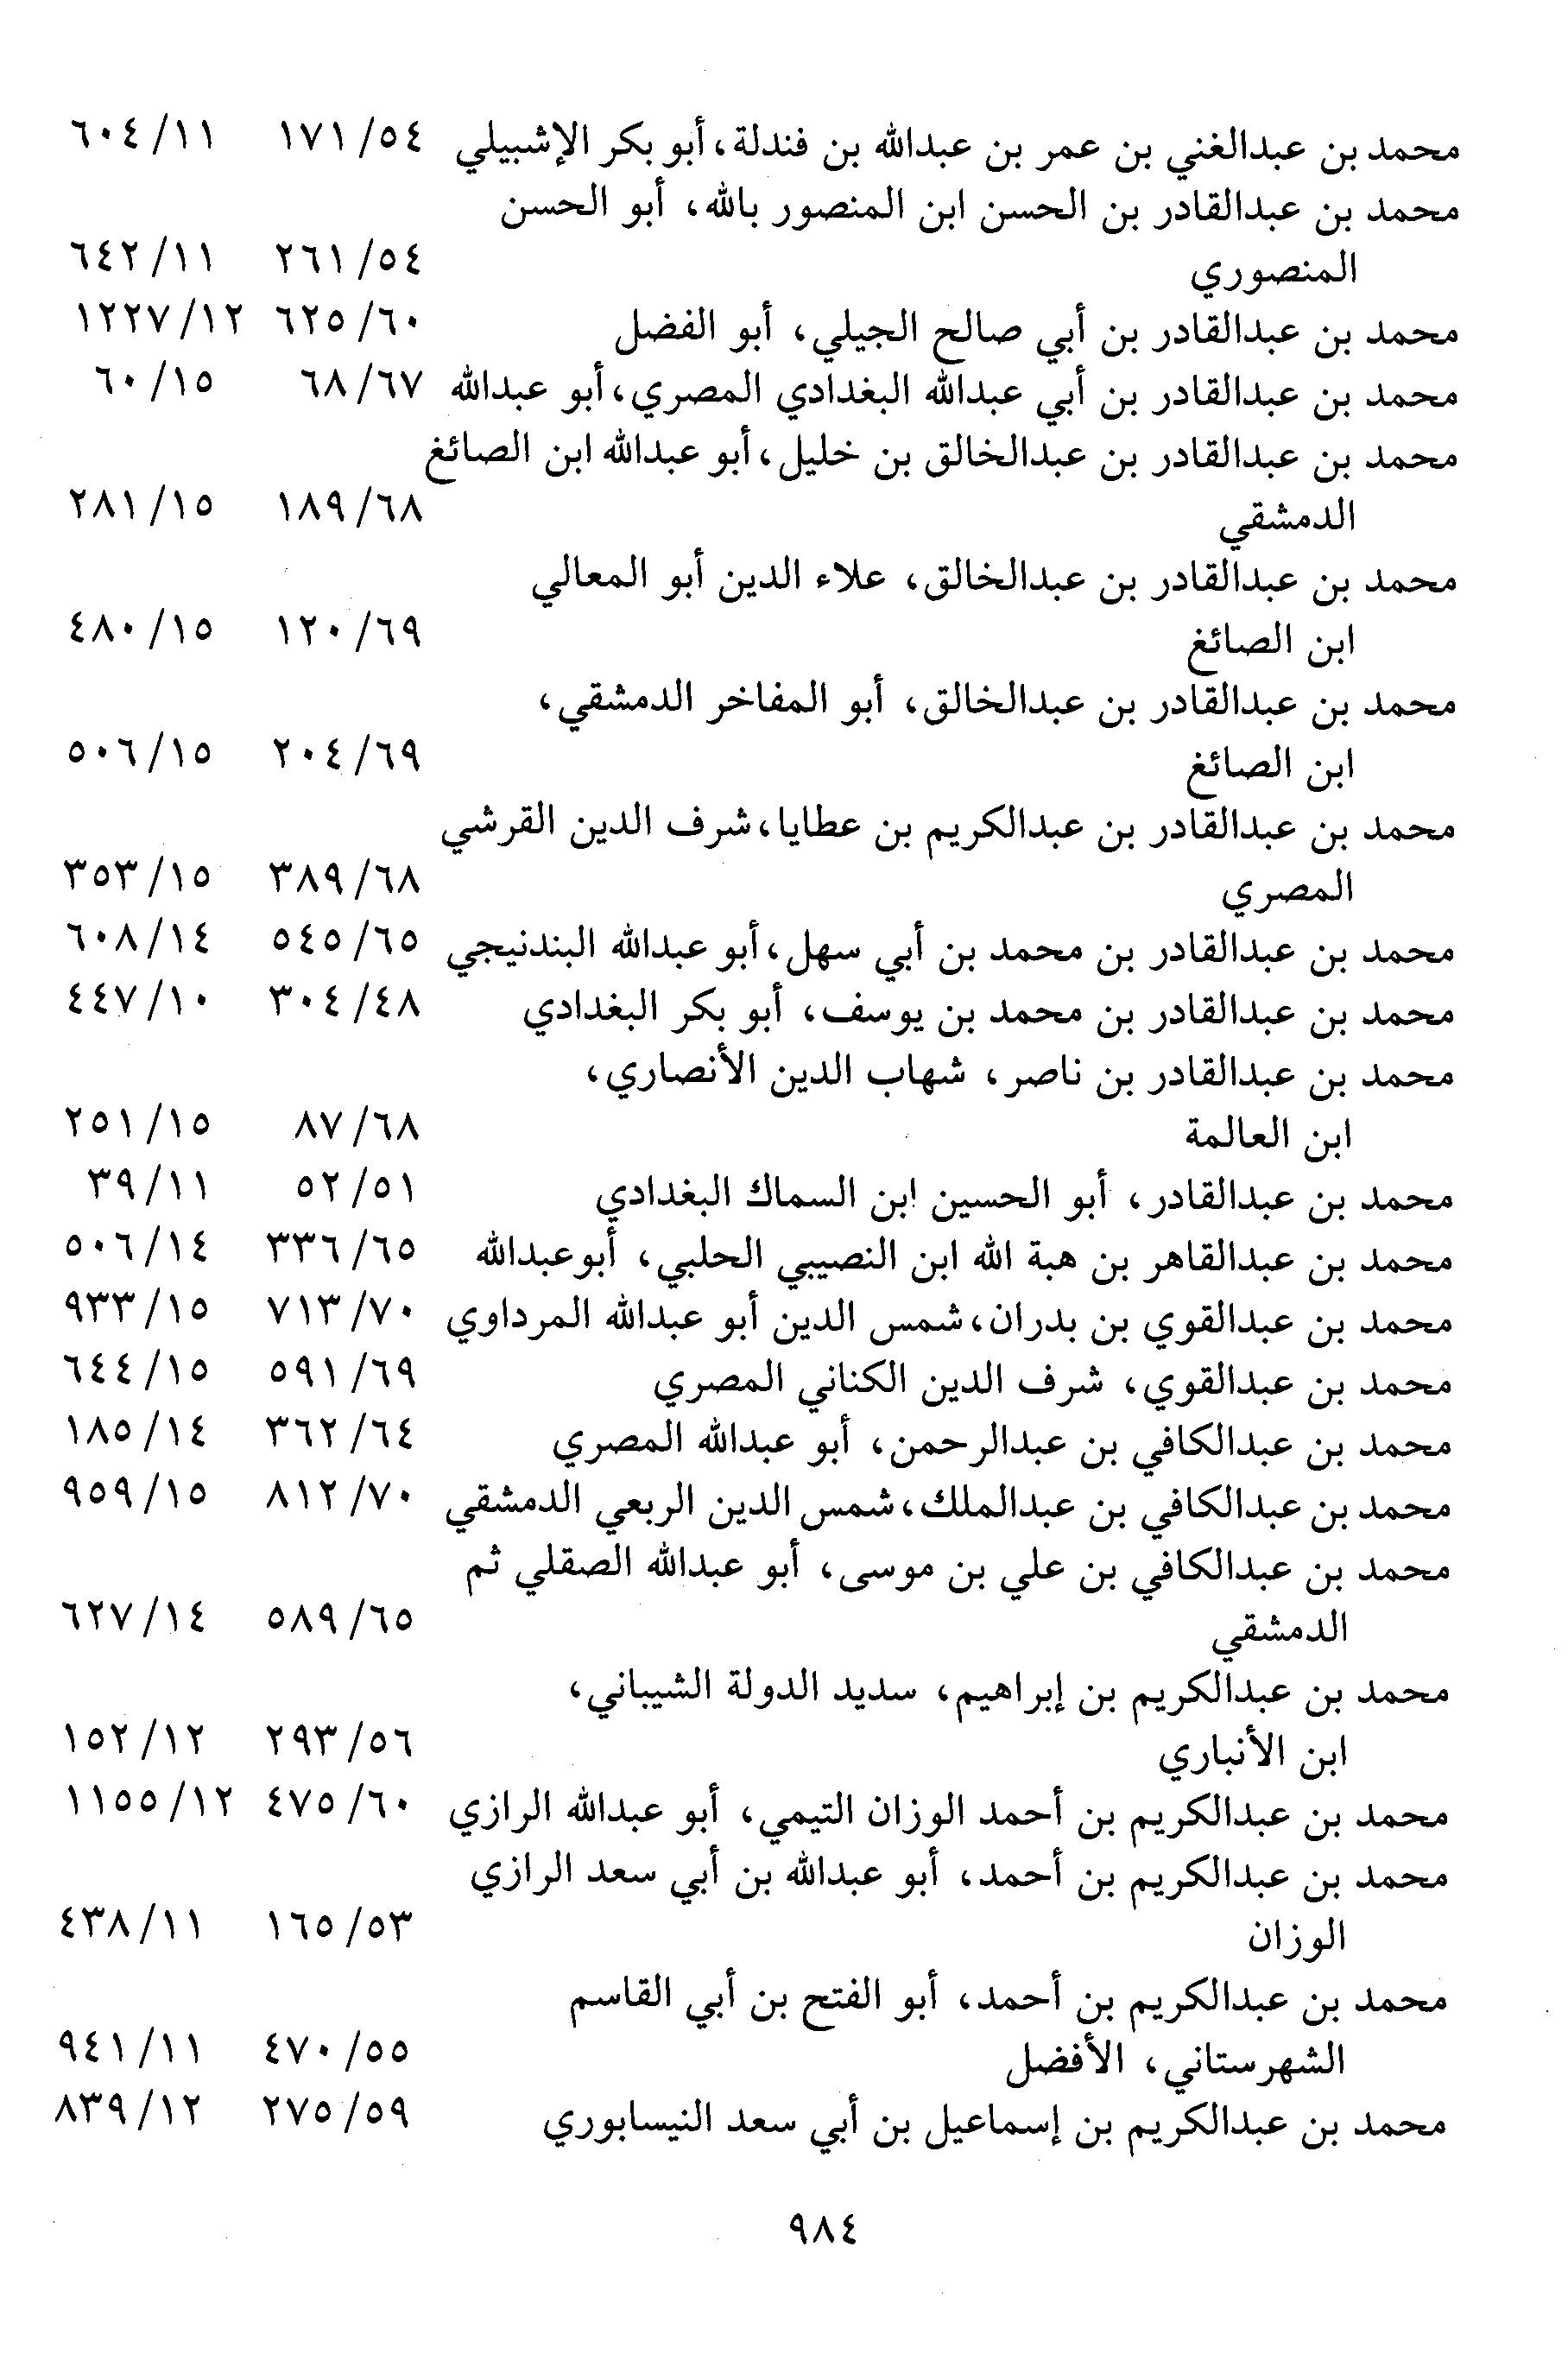 محمد بن عبدالغني بن عمر بن عبدالله بن فندلة، أبو بكر الإشبيلي ٥٤/ ١٧١ ١١/ ٦٠٤
محمد بن عبدالقادر بن الحسن ابن المنصور بالله، أبو الحسن
المنصوري ٥٤/ ٢٦١ ١١/ ٦٤٢
محمد بن عبدالقادر بن أبي صالح الجيلي، أبو الفضل ٦٠/ ٦٢٥ ١٢/ ١٢٢٧
محمد بن عبدالقادر بن أبي عبدالله البغدادي المصري، أبو عبدالله ٦٧/ ٦٨ ١٥/ ٦٠
محمد بن عبدالقادر بن عبدالخالق بن خليل، أبو عبدالله ابن الصائغ
الدمشقي ٦٨/ ١٨٩ ١٥/ ٢٨١
محمد بن عبدالقادر بن عبدالخالق، علاء الدين أبو المعالي
ابن الصائغ ٦٩/ ١٢٠ ١٥/ ٤٨٠
محمد بن عبدالقادر بن عبدالخالق، أبو المفاخر الدمشقي،
ابن الصائغ ٦٩/ ٢٠٤ ١٥/ ٥٠٦
محمد بن عبدالقادر بن عبدالكريم بن عطايا، شرف الدين القرشي
المصري ٦٨/ ٣٨٩ ١٥/ ٣٥٣
محمد بن عبدالقادر بن محمد بن أبي سهل، أبو عبدالله البندنيجي ٦٥/ ٥٤٥ ١٤/ ٦٠٨
محمد بن عبدالقادر بن محمد بن يوسف، أبو بكر البغدادي ٤٨/ ٣٠٤ ١٠/ ٤٤٧
محمد بن عبدالقادر بن ناصر، شهاب الدين الأنصاري،
ابن العالمة ٦٨/ ٨٧ ١٥/ ٢٥١
محمد بن عبدالقادر، أبو الحسين ابن السماك البغدادي ٥١/ ٥٢ ١١/ ٣٩
محمد بن عبدالقاهر بن هبة الله ابن النصيبي الحلبي، أبوعبدالله ٦٥/ ٣٣٦ ١٤/ ٥٠٦
محمد بن عبدالقوي بن بدران، شمس الدين أبو عبدالله المرداوي ٧٠/ ٧١٣ ١٥/ ٩٣٣
محمد بن عبدالقوي، شرف الدين الكناني المصري ٦٩/ ٥٩١ ١٥/ ٦٤٤
محمد بن عبدالكافي بن عبدالرحمن، أبو عبدالله المصري ٦٤/ ٣٦٢ ١٤/ ١٨٥
محمد بن عبدالكافي بن عبدالملك، شمس الدين الربعي الدمشقي ٧٠/ ٨١٢ ١٥/ ٩٥٩
محمد بن عبدالكافي بن علي بن موسى، أبو عبدالله الصقلي ثم
الدمشقي ٦٥/ ٥٨٩ ١٤/ ٦٢٧
محمد بن عبدالكريم بن إبراهيم، سديد الدولة الشيباني،
ابن الأنباري ٥٦/ ٢٩٣ ١٢/ ١٥٢
محمد بن عبدالكريم بن أحمد الوزان التيمي، أبو عبدالله الرازي ٦٠/ ٤٧٥ ١٢/ ١١٥٥
محمد بن عبدالكريم بن أحمد، أبو عبدالله بن أبي سعد الرازي
الوزان ٥٣/ ١٦٥ ١١/ ٤٣٨
محمد بن عبدالكريم بن أحمد، أبو الفتح بن أبي القاسم
الشهرستاني، الأفضل ٥٥/ ٤٧٠ ١١/ ٩٤١
محمد بن عبدالكريم بن إسماعيل بن أبي سعد النيسابوري ٥٩/ ٢٧٥ ١٢/ ٨٣٩
٩٨٤